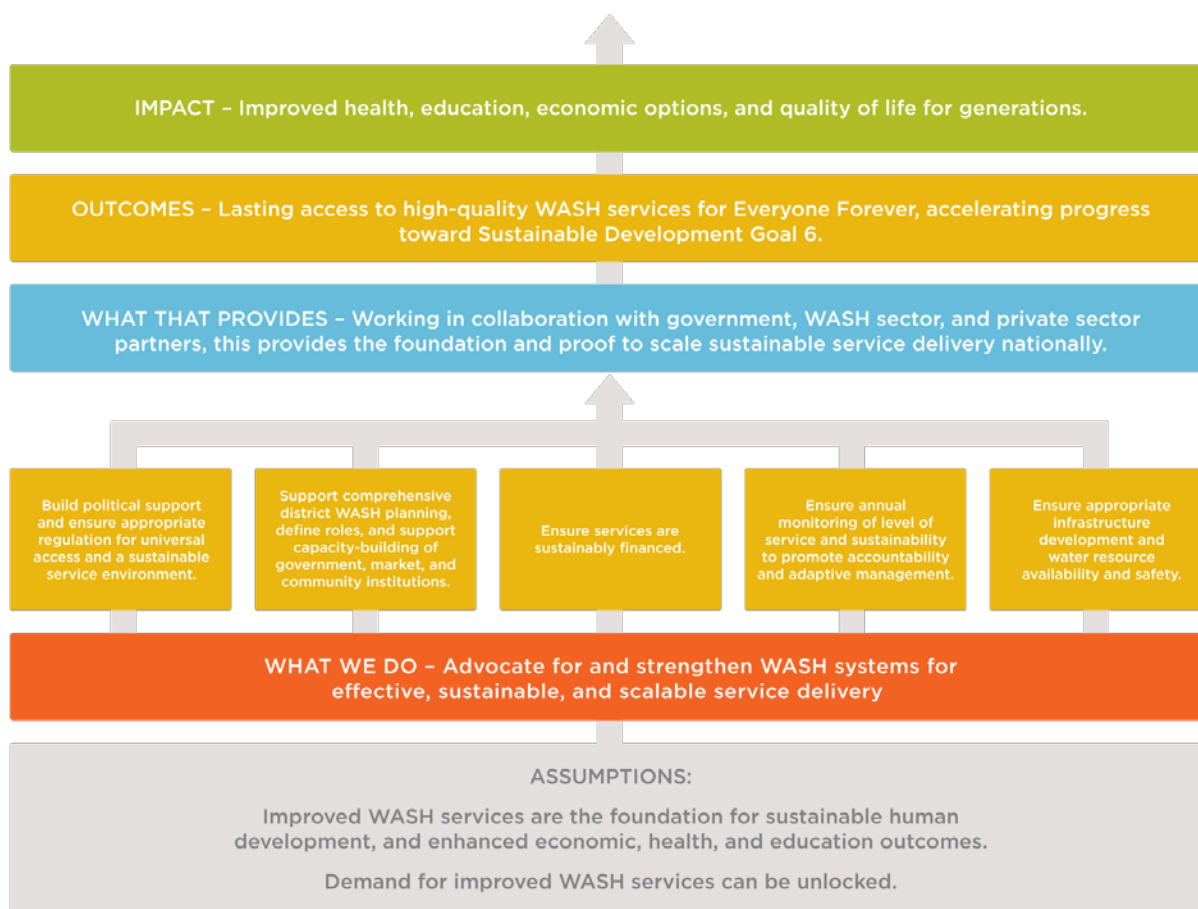 IMPACT – Improved health, education, economic options, and quality of life for generations.
OUTCOMES – Lasting access to high-quality WASH services for Everyone Forever, accelerating progress
toward Sustainable Development Goal 6.
WHAT THAT PROVIDES – Working in collaboration with government, WASH sector, and private sector
partners, this provides the foundation and proof to scale sustainable service delivery nationally.
Build political support
and ensure appropriate
regulation for universal
access and a sustainable
service environment.
Support comprehensive
district WASH planning,
define roles, and support
capacity-building of
government, market, and
community institutions.
Ensure services are
sustainably financed.
Ensure annual
monitoring of level of
service and sustainability
to promote accountability
and adaptive management.
Ensure appropriate
infrastructure
development and
water resource
availability and safety.
WHAT WE DO – Advocate for and strengthen WASH systems for
effective, sustainable, and scalable service delivery
ASSUMPTIONS:
Improved WASH services are the foundation for sustainable human
development, and enhanced economic, health, and education outcomes.
Demand for improved WASH services can be unlocked.